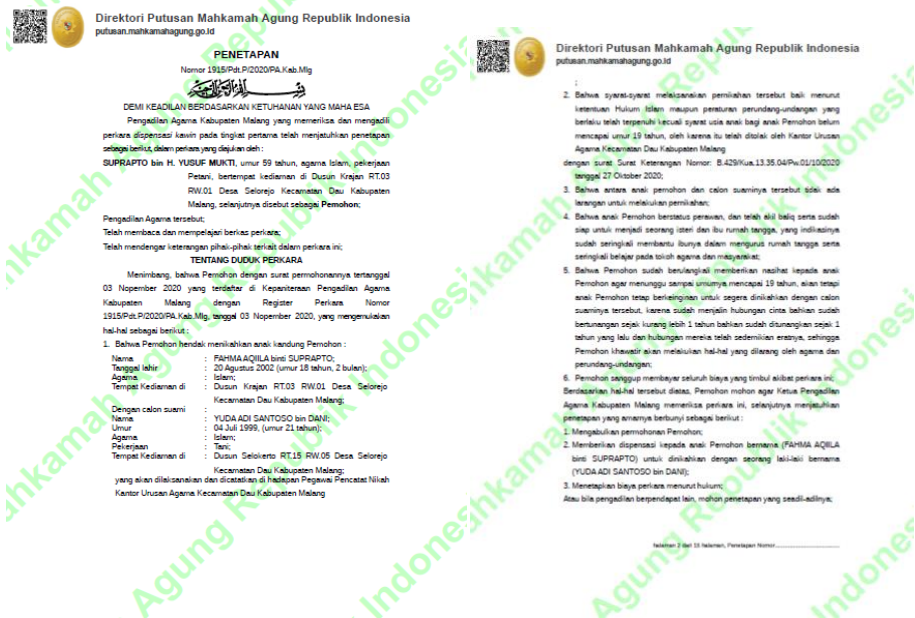 Direktori Putusan Mahkamah Agung Republik Indonesia
putusan.mahkamahagung.go.id
PENETAPAN
Nomor 1915/Pdt.P/2020/PA.Kab.Mlg
DEMI KEADILAN BERDASARKAN KETUHANAN YANG MAHA ESA
Pengadilan Agama Kabupaten Malang yang memeriksa dan mengadili
perkara dispensasi kawin pada tingkat pertama telah menjatuhkan penetapan
sebagai berikut, dalam perkara yang diajukan oleh :
SUPRAPTO bin H. YUSUF MUKTI, umur 59 tahun, agama Islam, pekerjaan
Petani, bertempat kediaman di Dusun Krajan RT.03
RW.01 Desa Selorejo Kecamatan Dau Kabupaten
Malang, selanjutnya disebut sebagai Pemohon;
Pengadilan Agama tersebut;
Telah membaca dan mempelajari berkas perkara;
Telah mendengar keterangan pihak-pihak terkait dalam perkara ini;
TENTANG DUDUK PERKARA
Menimbang, bahwa Pemohon dengan surat permohonannya tertanggal
03 Nopember 2020 yang terdaftar di Kepaniteraan Pengadilan Agama
Kabupaten Malang dengan Register Perkara Nomor
1915/Pdt.P/2020/PA.Kab.Mlg, tanggal 03 Nopember 2020, yang mengemukakan
hal-hal sebagai berikut :
1. Bahwa Pemohon hendak menikahkan anak kandung Pemohon :
Nama : FAHMA AQIILA binti SUPRAPTO;
Tanggal lahir : 20 Agustus 2002 (umur 18 tahun, 2 bulan);
Agama : Islam;
Tempat Kediaman di : Dusun Krajan RT.03 RW.01 Desa Selorejo
Kecamatan Dau Kabupaten Malang;
Dengan calon suami :
Nama : YUDA ADI SANTOSO bin DANI;
Umur : 04 Juli 1999, (umur 21 tahun);
Agama : Islam;
Pekerjaan : Tani;
Tempat Kediaman di : Dusun Selokerto RT.15 RW.05 Desa Selorejo
Kecamatan Dau Kabupaten Malang;
yang akan dilaksanakan dan dicatatkan di hadapan Pegawai Pencatat Nikah
Kantor Urusan Agama Kecamatan Dau Kabupaten Malang
Direktori Putusan Mahkamah Agung Republik Indonesia
putusan.mahkamahagung.go.id
;
2. Bahwa syarat-syarat melaksanakan pernikahan tersebut baik menurut
ketentuan Hukum Islam maupun peraturan perundang-undangan yang
berlaku telah terpenuhi kecuali syarat usia anak bagi anak Pemohon belum
mencapai umur 19 tahun, oleh karena itu telah ditolak oleh Kantor Urusan
Agama Kecamatan Dau Kabupaten Malang
dengan surat Surat Keterangan Nomor: B.429/Kua.13.35.04/Pw.01/10/2020
tanggal 27 Oktober 2020;
3. Bahwa antara anak pemohon dan calon suaminya tersebut tidak ada
larangan untuk melakukan pernikahan;
4. Bahwa anak Pemohon berstatus perawan, dan telah akil baliq serta sudah
siap untuk menjadi seorang isteri dan ibu rumah tangga, yang indikasinya
sudah seringkali membantu ibunya dalam mengurus rumah tangga serta
seringkali belajar pada tokoh agama dan masyarakat;
5. Bahwa Pemohon sudah berulangkali memberikan nasihat kepada anak
Pemohon agar menunggu sampai umurnya mencapai 19 tahun, akan tetapi
anak Pemohon tetap berkeinginan untuk segera dinikahkan dengan calon
suaminya tersebut, karena sudah menjalin hubungan cinta bahkan sudah
bertunangan sejak kurang lebih 1 tahun bahkan sudah ditunangkan sejak 1
tahun yang lalu dan hubungan mereka telah sedemikian eratnya, sehingga
Pemohon khawatir akan melakukan hal-hal yang dilarang oleh agama dan
perundang-undangan;
6. Pemohon sanggup membayar seluruh biaya yang timbul akibat perkara ini;
Berdasarkan hal-hal tersebut diatas, Pemohon mohon agar Ketua Pengadilan
Agama Kabupaten Malang memeriksa perkara ini, selanjutnya menjatuhkan
penetapan yang amarnya berbunyi sebagai berikut :
1. Mengabulkan permohonan Pemohon;
2. Memberikan dispensasi kepada anak Pemohon bernama (FAHMA AQIILA
binti SUPRAPTO) untuk dinikahkan dengan seorang laki-laki bernama
(YUDA ADI SANTOSO bin DANI);
3. Menetapkan biaya perkara menurut hukum;
Atau bila pengadilan berpendapat lain, mohon penetapan yang seadil-adilnya;
halaman 2 dari 15 halaman, Penetapan Nomor